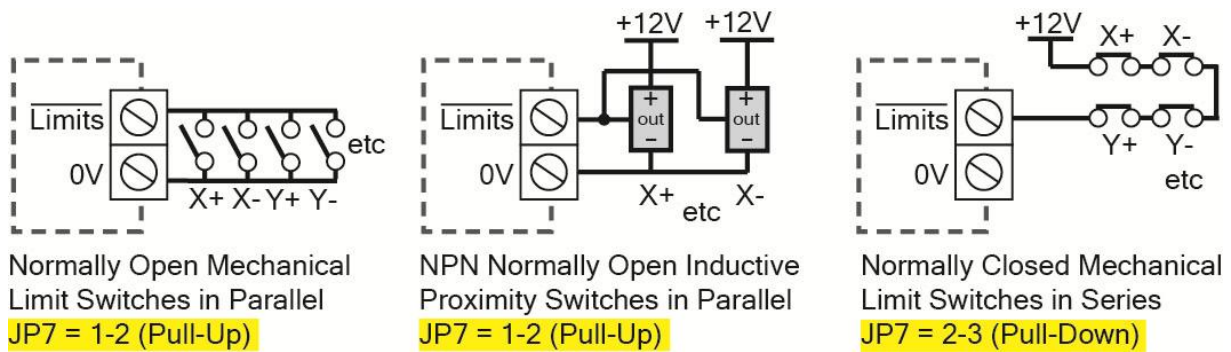 Limits
0V
X+ X- Y+ Y-
etc
Normally Open Mechanical
Limit Switches in Parallel
JP7 = 1-2 (Pull-Up)
+12V +12V
Limits
0V
+
out
−
+
out
−
X+
etc
X-
NPN Normally Open Inductive
Proximity Switches in Parallel
JP7 = 1-2 (Pull-Up)
+12V
X+ X-
Limits
0V
Y+ Y-
etc
Normally Closed Mechanical
Limit Switches in Series
JP7 = 2-3 (Pull-Down)